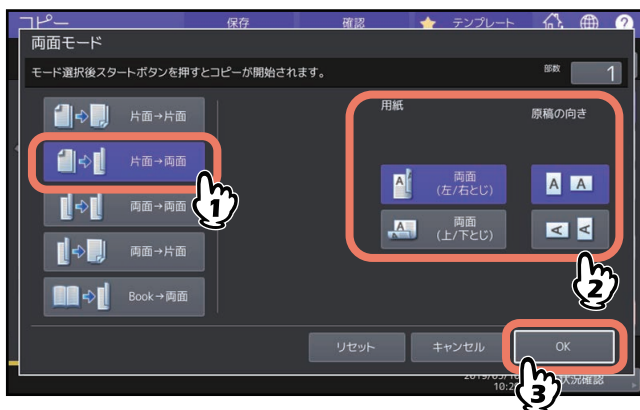 コピー 保存 確認 テンプレート ?
両面モード
モード選択後スタートボタンを押すとコピーが開始されます。 部数 1
用紙 原稿の向き
片面→片面
片面→両面
両面→両面
両面→片面
Book→両面
両面
(左/右とじ)
A A A
両面
(上/下とじ)
A A A
1
2
リセット キャンセル OK
10:2
状況確認
3